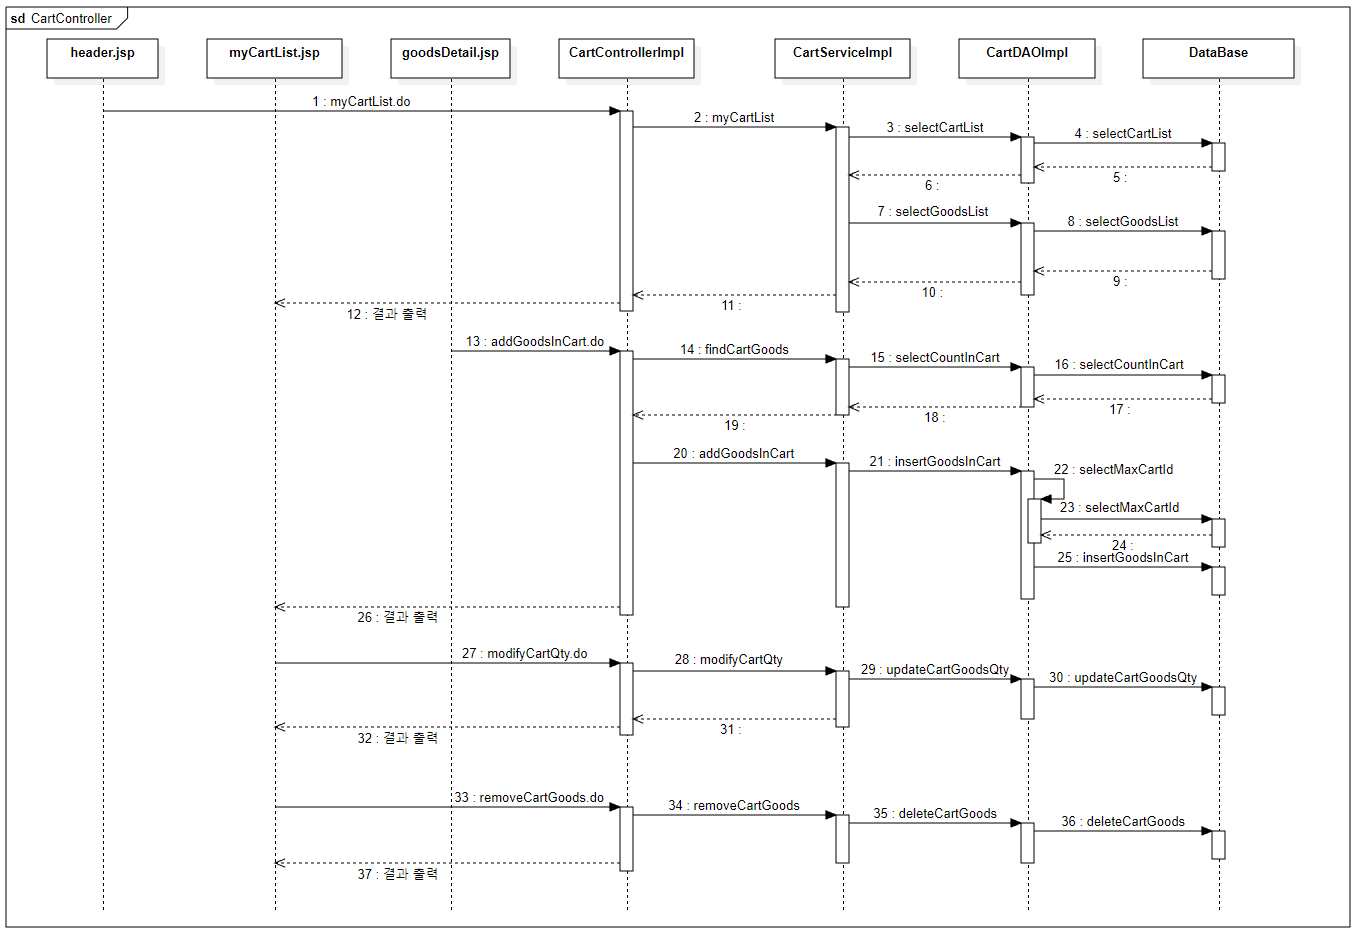 sd CartController
header.jsp
myCartList.jsp
goodsDetail.jsp
CartControllerImpl
CartServiceImpl
CartDAOImpl
DataBase
1 : myCartList.do
2 : myCartList
3 : selectCartList
4 : selectCartList
5 :
6 :
7 : selectGoodsList
8 : selectGoodsList
9 :
10 :
11 :
12 : 결과 출력
13 : addGoodsInCart.do
14 : findCartGoods
15 : selectCountInCart
16 : selectCountInCart
17 :
18 :
19 :
20 : addGoodsInCart
21 : insertGoodsInCart
22 : selectMaxCartId
23 : selectMaxCartId
24 :
25 : insertGoodsInCart
26 : 결과 출력
27 : modifyCartQty.do
28 : modifyCartQty
29 : updateCartGoodsQty
30 : updateCartGoodsQty
31 :
32 : 결과 출력
33 : removeCartGoods.do
34 : removeCartGoods
35 : deleteCartGoods
36 : deleteCartGoods
37 : 결과 출력